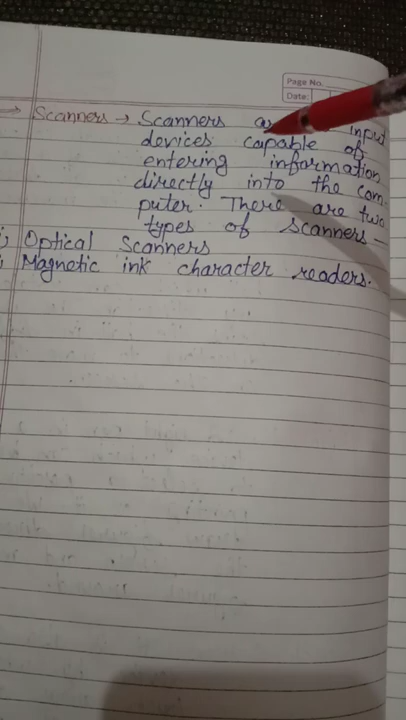 Page No.
Date:
→ Scanners → Scanners input
devices capable of
entering information
directly into the com
puter. There are two
types of scanners -
Optical Scanners
Magnetic ink character readers.